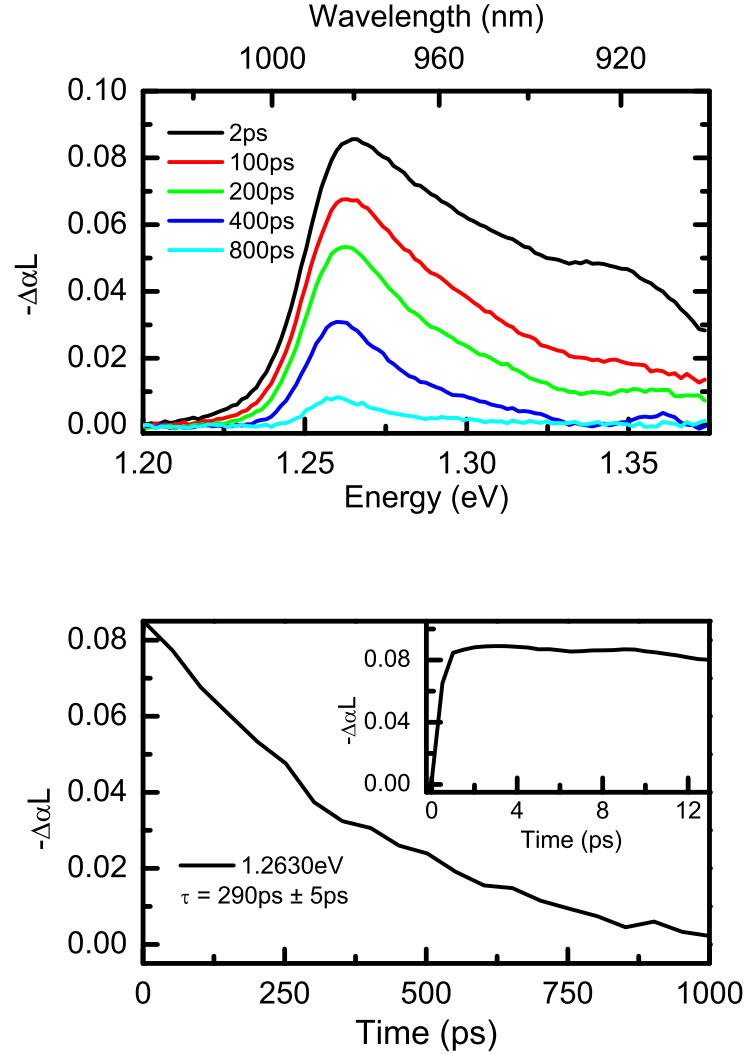 Wavelength (nm)
1000 960 920
0.10
0.08
0.06
0.04
0.02
0.00
-ΔαL
2ps
100ps
200ps
400ps
800ps
1.20 1.25 1.30 1.35
Energy (eV)
0.08
0.06
0.04
0.02
0.00
-ΔαL
0.08
0.04
0.00
-ΔαL
0 4 8 12
Time (ps)
1.2630eV
τ = 290ps ± 5ps
0 250 500 750 1000
Time (ps)